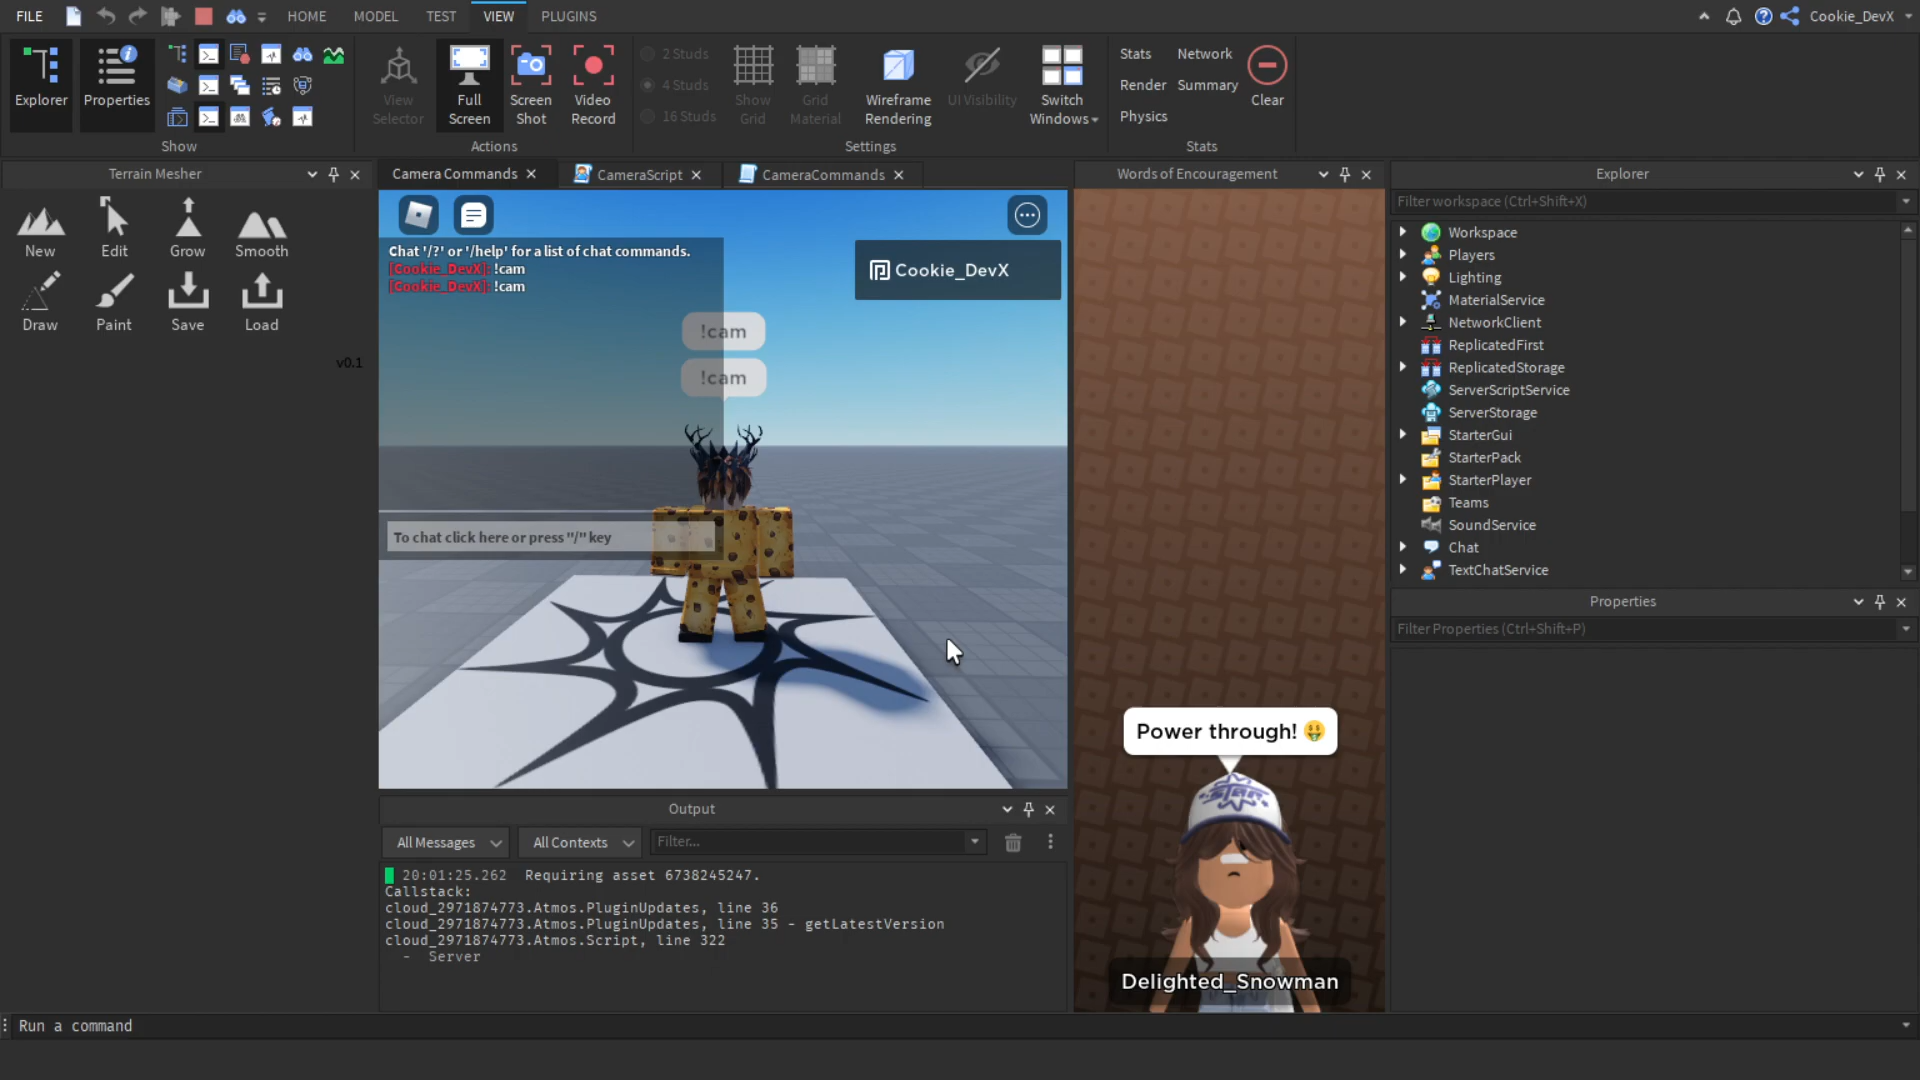 FILE HOME MODEL TEST VIEW PLUGINS Cookie_DevX
Explorer
Properties
Show
View
Selector
Full
Screen
Screen
Shot
Video
Record
Actions
2 Studs
4 Studs
16 Studs
Show
Grid
Grid
Material
Wireframe
Rendering
UI Visibility
Switch
Windows
Settings
Stats Network
Render Summary
Physics
Clear
Stats
Terrain Mesher
New Edit Grow Smooth
Draw Paint Save Load
v0.1
Camera Commands CameraScript CameraCommands
Chat '/?' or '/help' for a list of chat commands.
[Cookie_DevX]: !cam
[Cookie_DevX]: !cam
Cookie_DevX
!cam
!cam
To chat click here or press "/" key
Output
All Messages All Contexts Filter...
20:01:25.262 Requiring asset 6738245247.
Callstack:
cloud_2971874773.Atmos.PluginUpdates, line 36
cloud_2971874773.Atmos.PluginUpdates, line 35 - getLatestVersion
cloud_2971874773.Atmos.Script, line 322
- Server
Words of Encouragement
Power through! 🤑
STAR
Delighted_Snowman
Explorer
Filter workspace (Ctrl+Shift+X)
Workspace
Players
Lighting
MaterialService
NetworkClient
ReplicatedFirst
ReplicatedStorage
ServerScriptService
ServerStorage
StarterGui
StarterPack
StarterPlayer
Teams
SoundService
Chat
TextChatService
Properties
Filter Properties (Ctrl+Shift+P)
Run a command